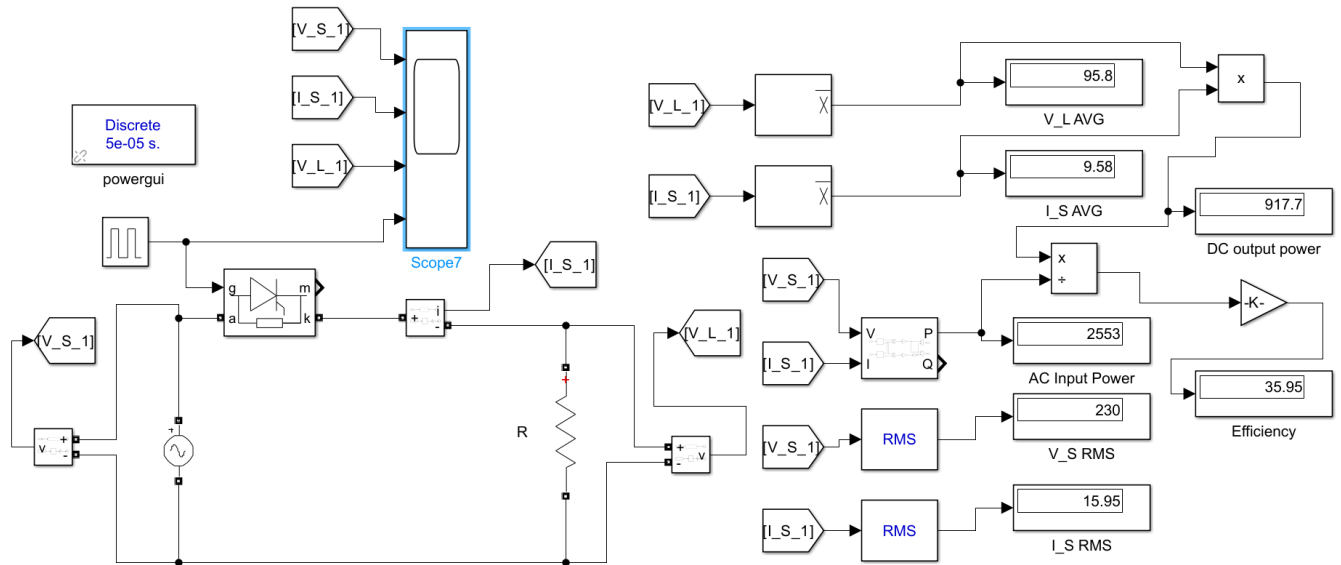 [V_S_1]
[I_S_1]
[V_L_1]
Scope7
Discrete
5e-05 s.
powergui
g
m
a
k
i
+
-
[I_S_1]
[V_S_1]
+
v
-
+
R
+
[V_L_1]
+
v
-
[V_L_1]
X
95.8
V_L AVG
x
[I_S_1]
X
9.58
I_S AVG
917.7
DC output power
x
÷
-K-
[V_S_1]
[I_S_1]
V
P
I
Q
2553
AC Input Power
35.95
Efficiency
[V_S_1]
RMS
230
V_S RMS
[I_S_1]
RMS
15.95
I_S RMS